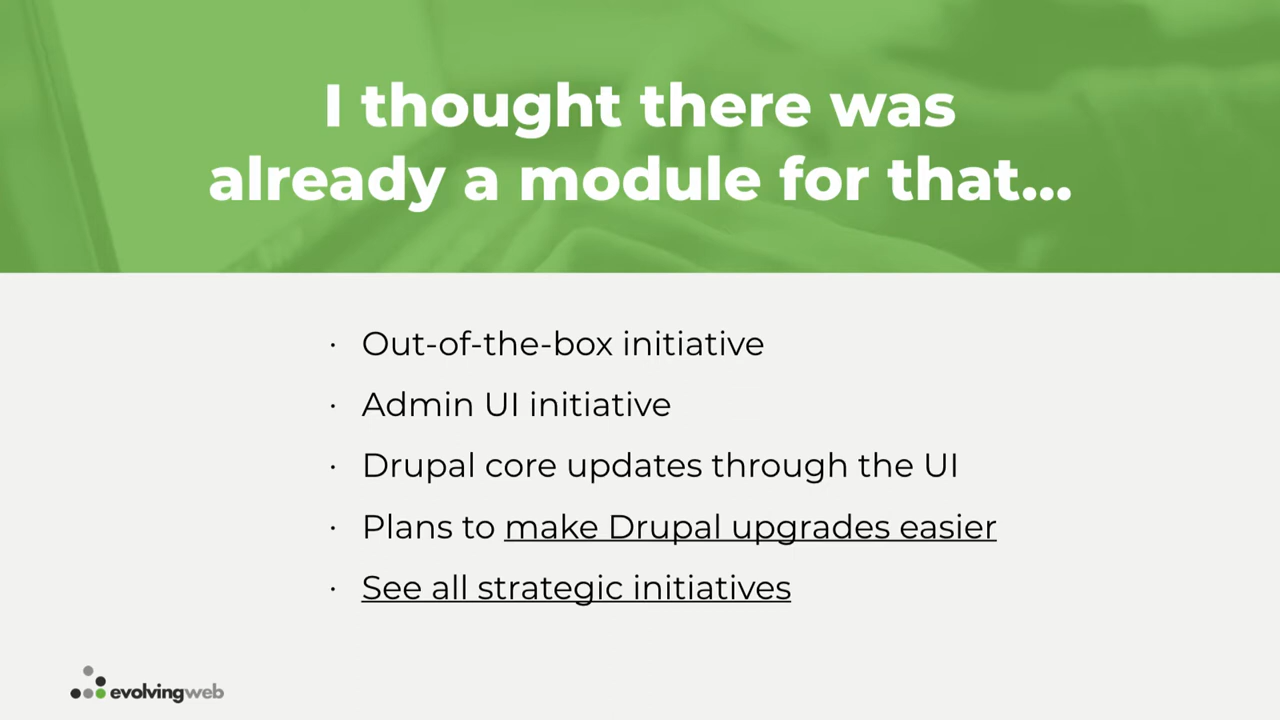 I thought there was
already a module for that...
· Out-of-the-box initiative
· Admin UI initiative
· Drupal core updates through the UI
· Plans to make Drupal upgrades easier
· See all strategic initiatives
evolvingweb